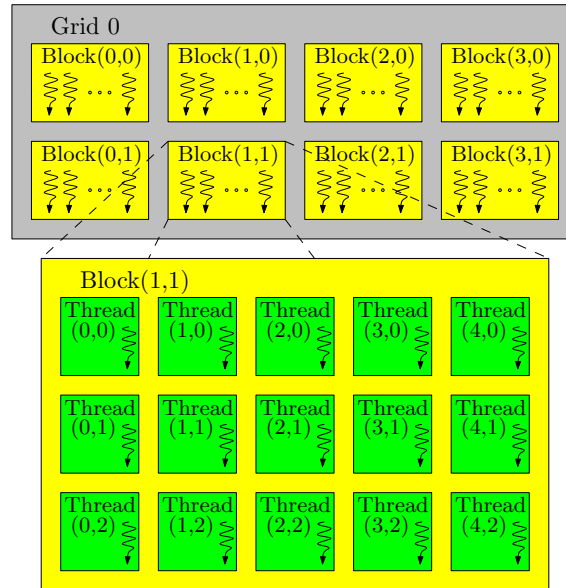 Grid 0
Block(0,0) Block(1,0) Block(2,0) Block(3,0)
Block(0,1) Block(1,1) Block(2,1) Block(3,1)
Block(1,1)
Thread Thread Thread Thread Thread
(0,0) (1,0) (2,0) (3,0) (4,0)
Thread Thread Thread Thread Thread
(0,1) (1,1) (2,1) (3,1) (4,1)
Thread Thread Thread Thread Thread
(0,2) (1,2) (2,2) (3,2) (4,2)